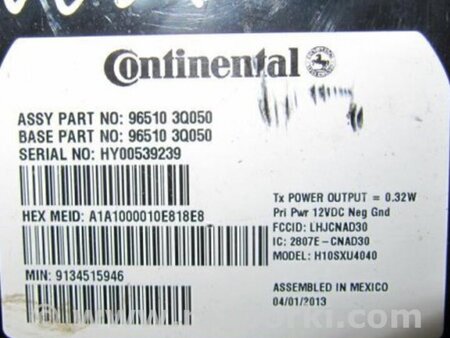 Continental
ASSY PART NO: 96510 3Q050
BASE PART NO: 96510 3Q050
SERIAL NO: HY00539239
HEX MEID: A1A1000010E818E8
MIN: 9134515946
Tx POWER OUTPUT = 0.32W
Pri Pwr 12VDC Neg Gnd
FCCID: LHJCNAD30
IC: 2807E-CNAD30
MODEL: H10SXU4040
ASSEMBLED IN MEXICO
04/01/2013